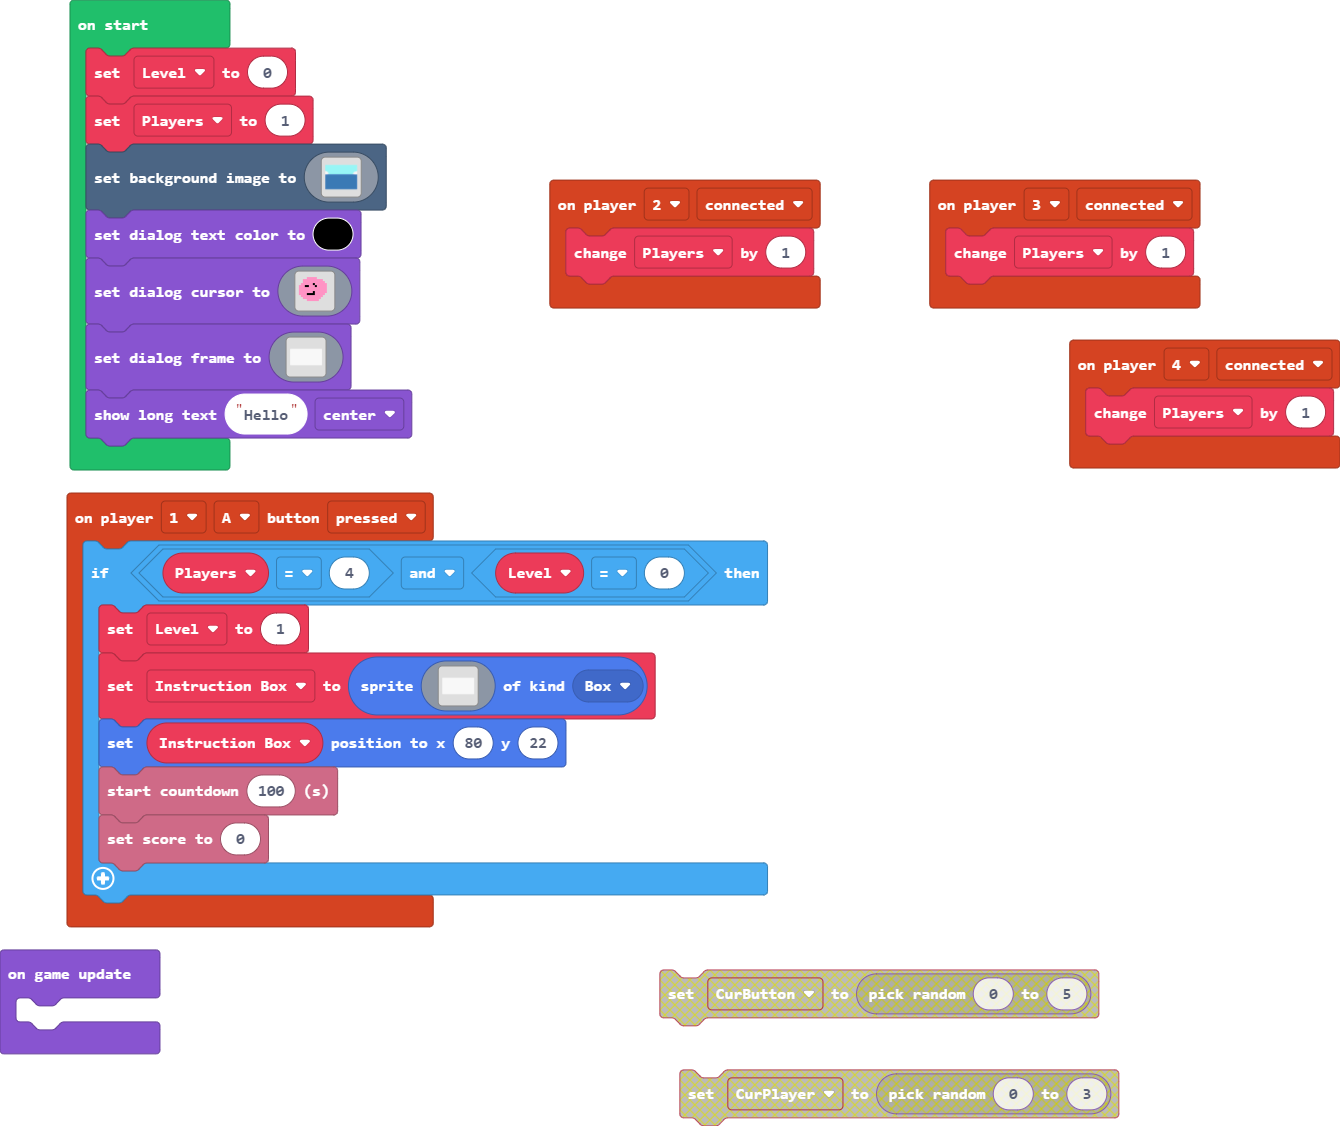 on start
set Level to 0
set Players to 1
set background image to
set dialog text color to
set dialog cursor to
set dialog frame to
show long text "Hello" center
on player 2 connected
change Players by 1
on player 3 connected
change Players by 1
on player 4 connected
change Players by 1
on player 1 A button pressed
if Players = 4 and Level = 0 then
set Level to 1
set Instruction Box to sprite of kind Box
set Instruction Box position to x 80 y 22
start countdown 100 (s)
set score to 0
on game update
set CurButton to pick random 0 to 5
set CurPlayer to pick random 0 to 3